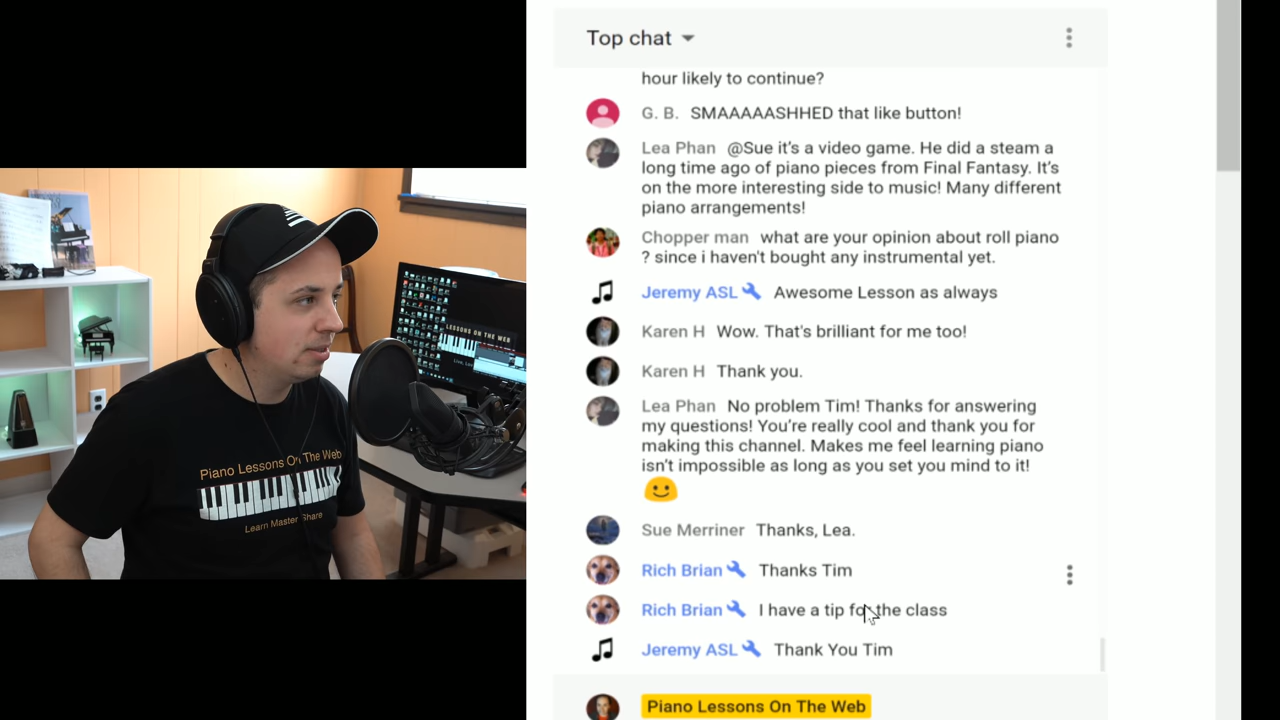 Top chat
hour likely to continue?
G. B. SMAAAAASHHED that like button!
Lea Phan @Sue it's a video game. He did a steam a
long time ago of piano pieces from Final Fantasy. It's
on the more interesting side to music! Many different
piano arrangements!
Chopper man what are your opinion about roll piano
? since i haven't bought any instrumental yet.
Jeremy ASL Awesome Lesson as always
Karen H Wow. That's brilliant for me too!
Karen H Thank you.
Lea Phan No problem Tim! Thanks for answering
my questions! You're really cool and thank you for
making this channel. Makes me feel learning piano
isn't impossible as long as you set you mind to it!
Sue Merriner Thanks, Lea.
Rich Brian Thanks Tim
Rich Brian I have a tip for the class
Jeremy ASL Thank You Tim
Piano Lessons On The Web
LESSONS ON THE WEB
Piano Lessons On The Web
Learn Master Share